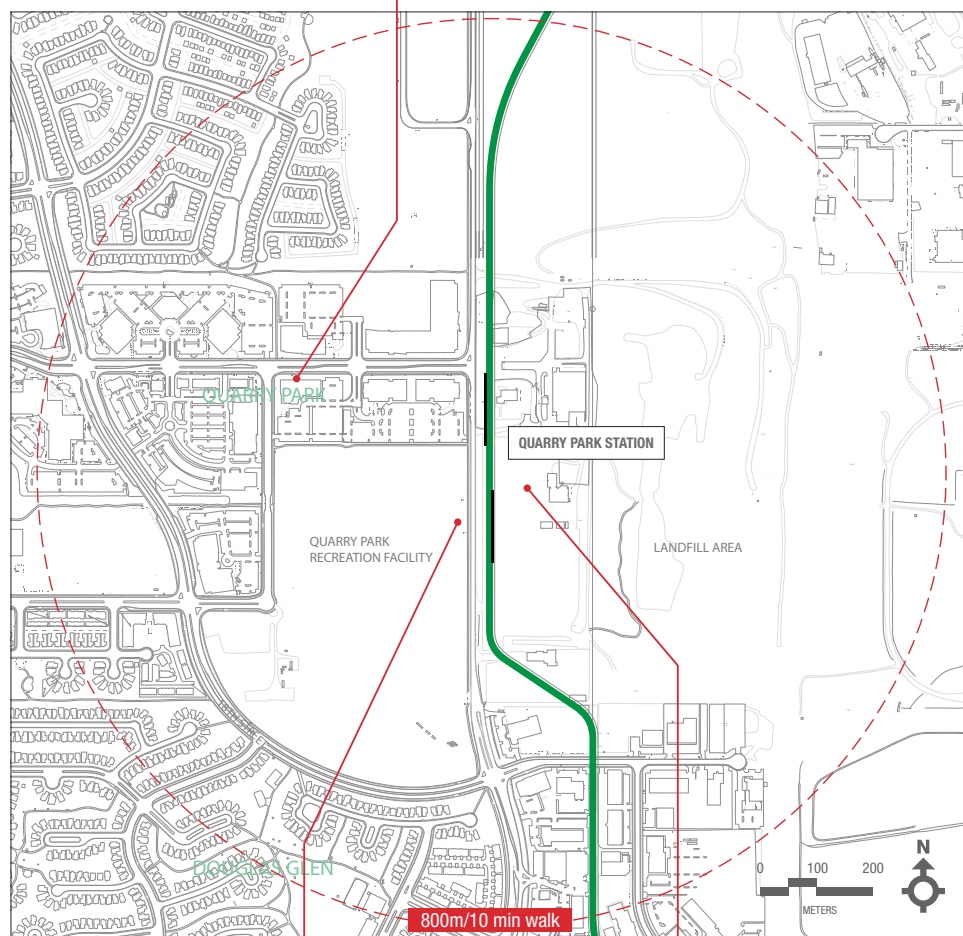 QUARRY PARK
QUARRY PARK STATION
QUARRY PARK
RECREATION FACILITY
LANDFILL AREA
DOUGLAS GLEN
N
0 100 200
METERS
800m/10 min walk